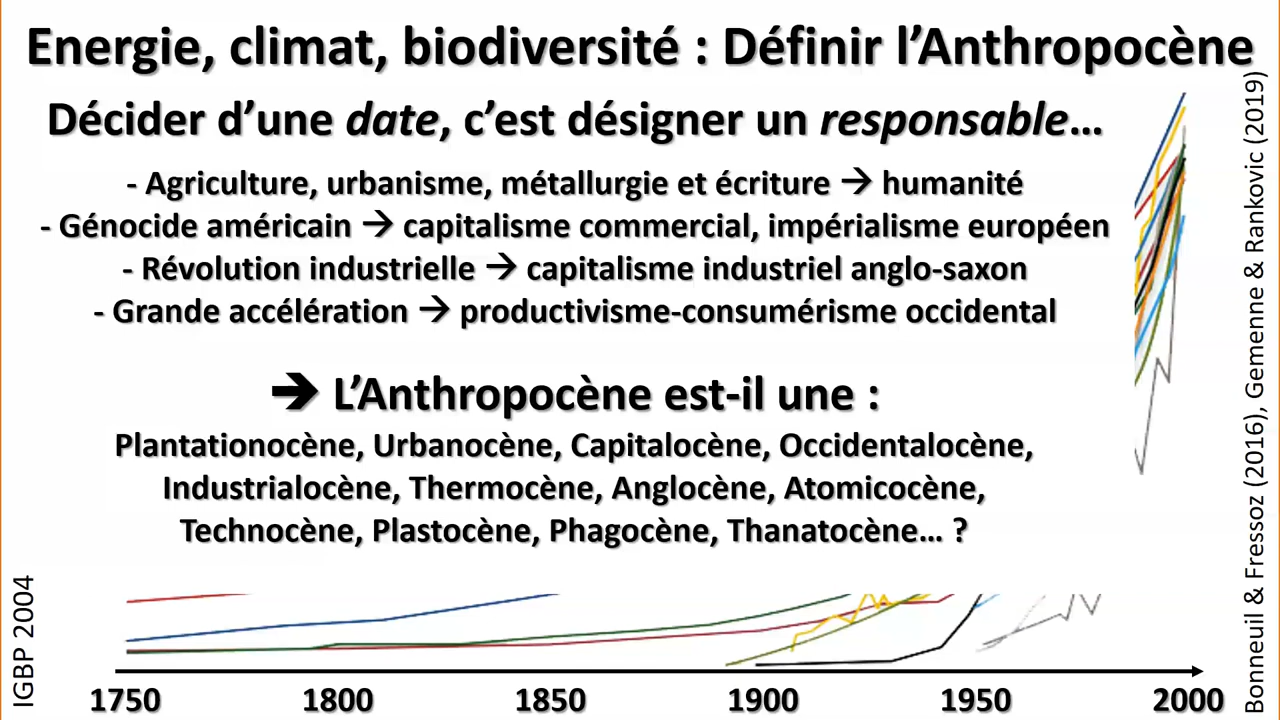 Energie, climat, biodiversité : Définir l’Anthropocène
Décider d’une date, c’est désigner un responsable…
- Agriculture, urbanisme, métallurgie et écriture → humanité
- Génocide américain → capitalisme commercial, impérialisme européen
- Révolution industrielle → capitalisme industriel anglo-saxon
- Grande accélération → productivisme-consumérisme occidental
→ L’Anthropocène est-il une :
Plantationocène, Urbanocène, Capitalocène, Occidentalocène,
Industrialocène, Thermocène, Anglocène, Atomicocène,
Technocène, Plastocène, Phagocène, Thanatocène… ?
IGBP 2004
Bonneuil & Fressoz (2016), Gemenne & Rankovic (2019)
1750 1800 1850 1900 1950 2000